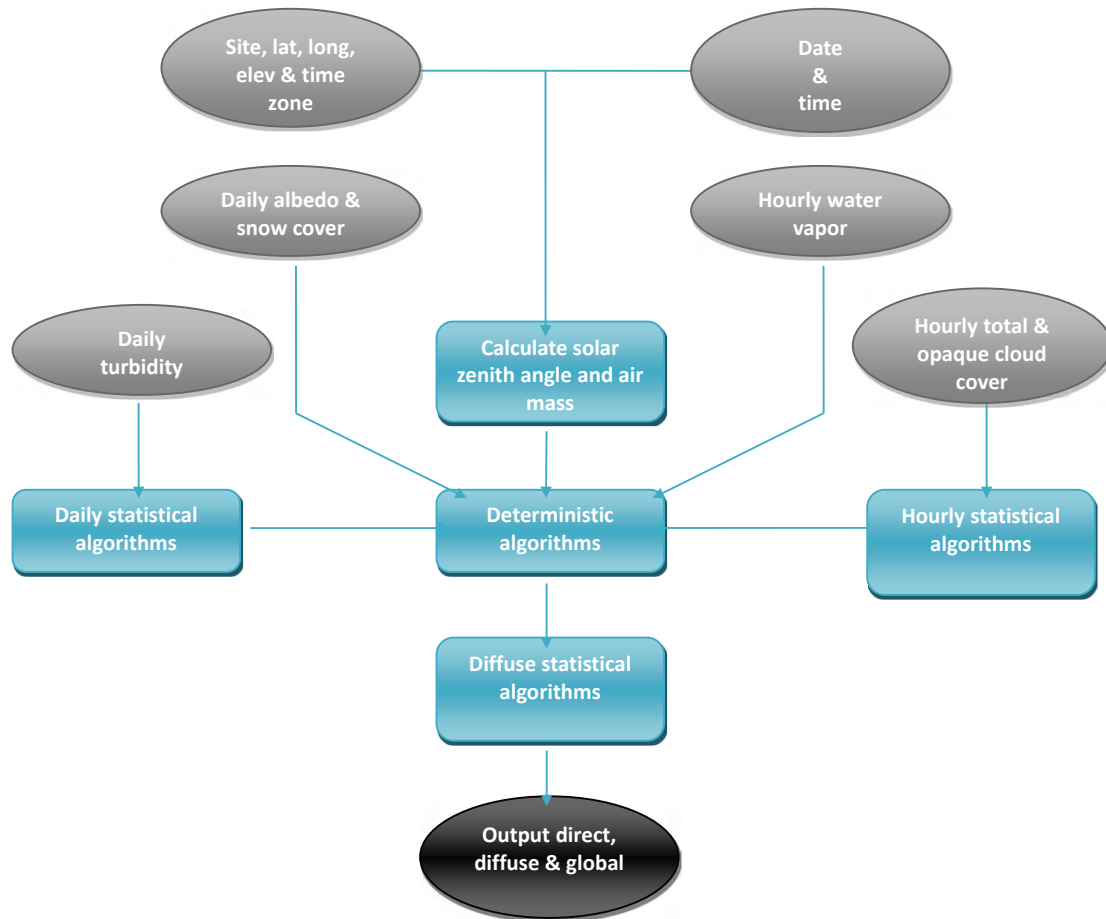 Site, lat, long,
elev & time
zone
Date
&
time
Daily albedo &
snow cover
Hourly water
vapor
Daily
turbidity
Calculate solar
zenith angle and air
mass
Hourly total &
opaque cloud
cover
Daily statistical
algorithms
Deterministic
algorithms
Hourly statistical
algorithms
Diffuse statistical
algorithms
Output direct,
diffuse & global